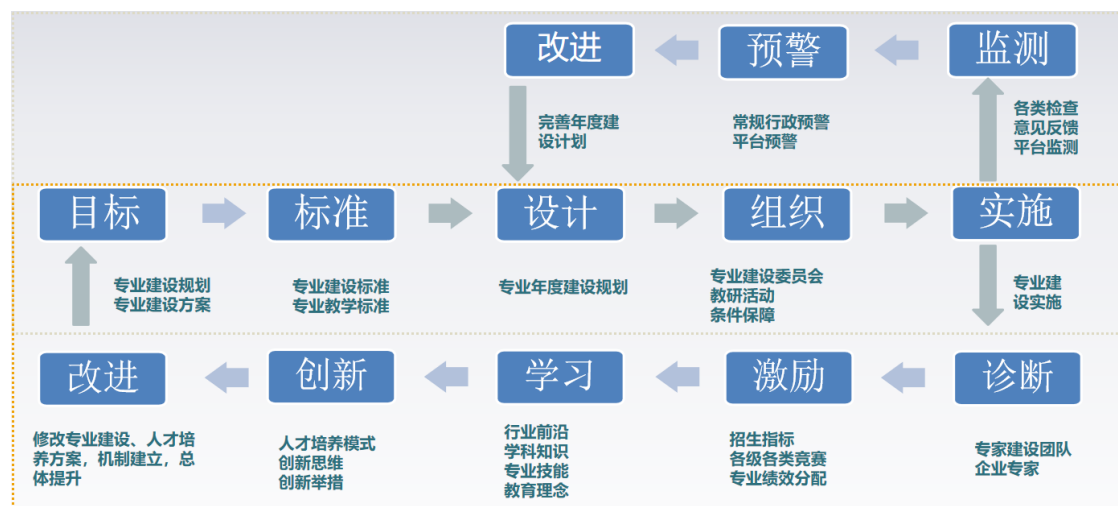 改进
预警
监测
完善年度建
设计划
常规行政预警
平台预警
各类检查
意见反馈
平台监测
目标
标准
设计
组织
实施
专业建设规划
专业建设方案
专业建设标准
专业教学标准
专业年度建设规划
专业建设委员会
教研活动
条件保障
专业建
设实施
改进
创新
学习
激励
诊断
修改专业建设、人才培
养方案，机制建立，总
体提升
人才培养模式
创新思维
创新举措
行业前沿
学科知识
专业技能
教育理念
招生指标
各级各类竞赛
专业绩效分配
专家建设团队
企业专家